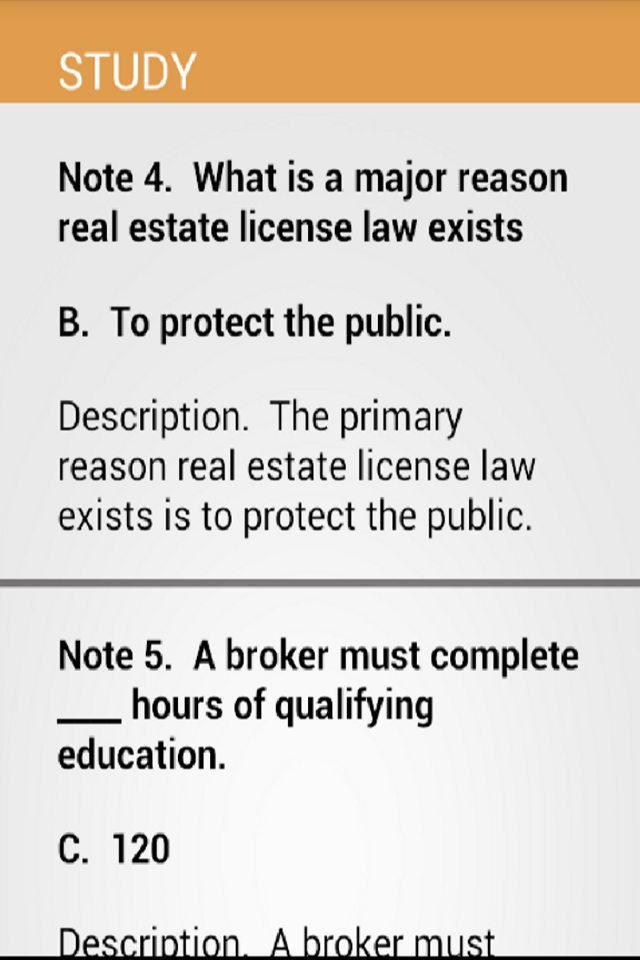 STUDY
Note 4.  What is a major reason
real estate license law exists
B.  To protect the public.
Description.  The primary
reason real estate license law
exists is to protect the public.
Note 5.  A broker must complete
____ hours of qualifying
education.
C.  120
Description.  A broker must